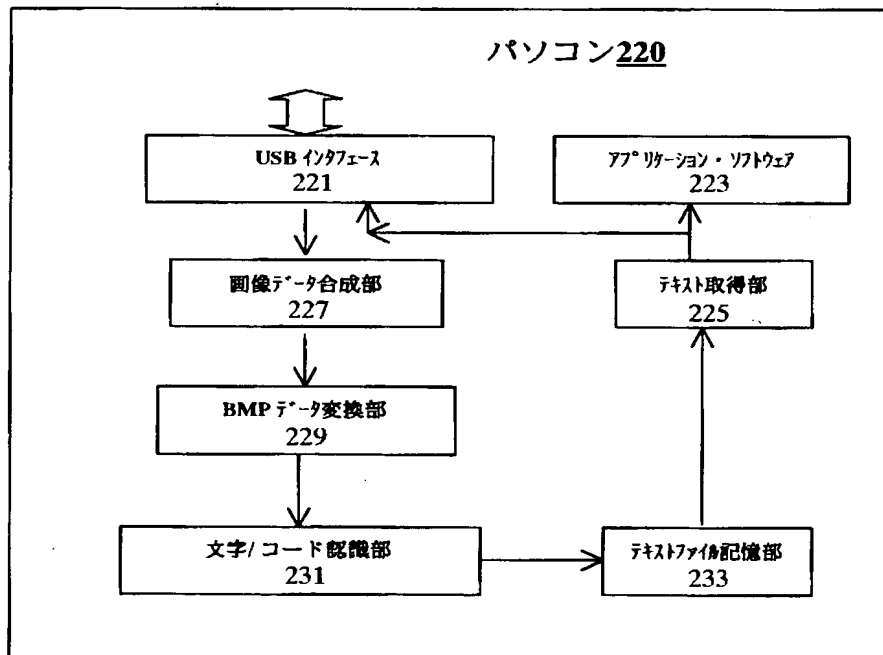 パソコン220
USB インタフェース
221
アプリケーション・ソフトウェア
223
画像データ合成部
227
テキスト取得部
225
BMP データ変換部
229
文字/コード認識部
231
テキストファイル記憶部
233